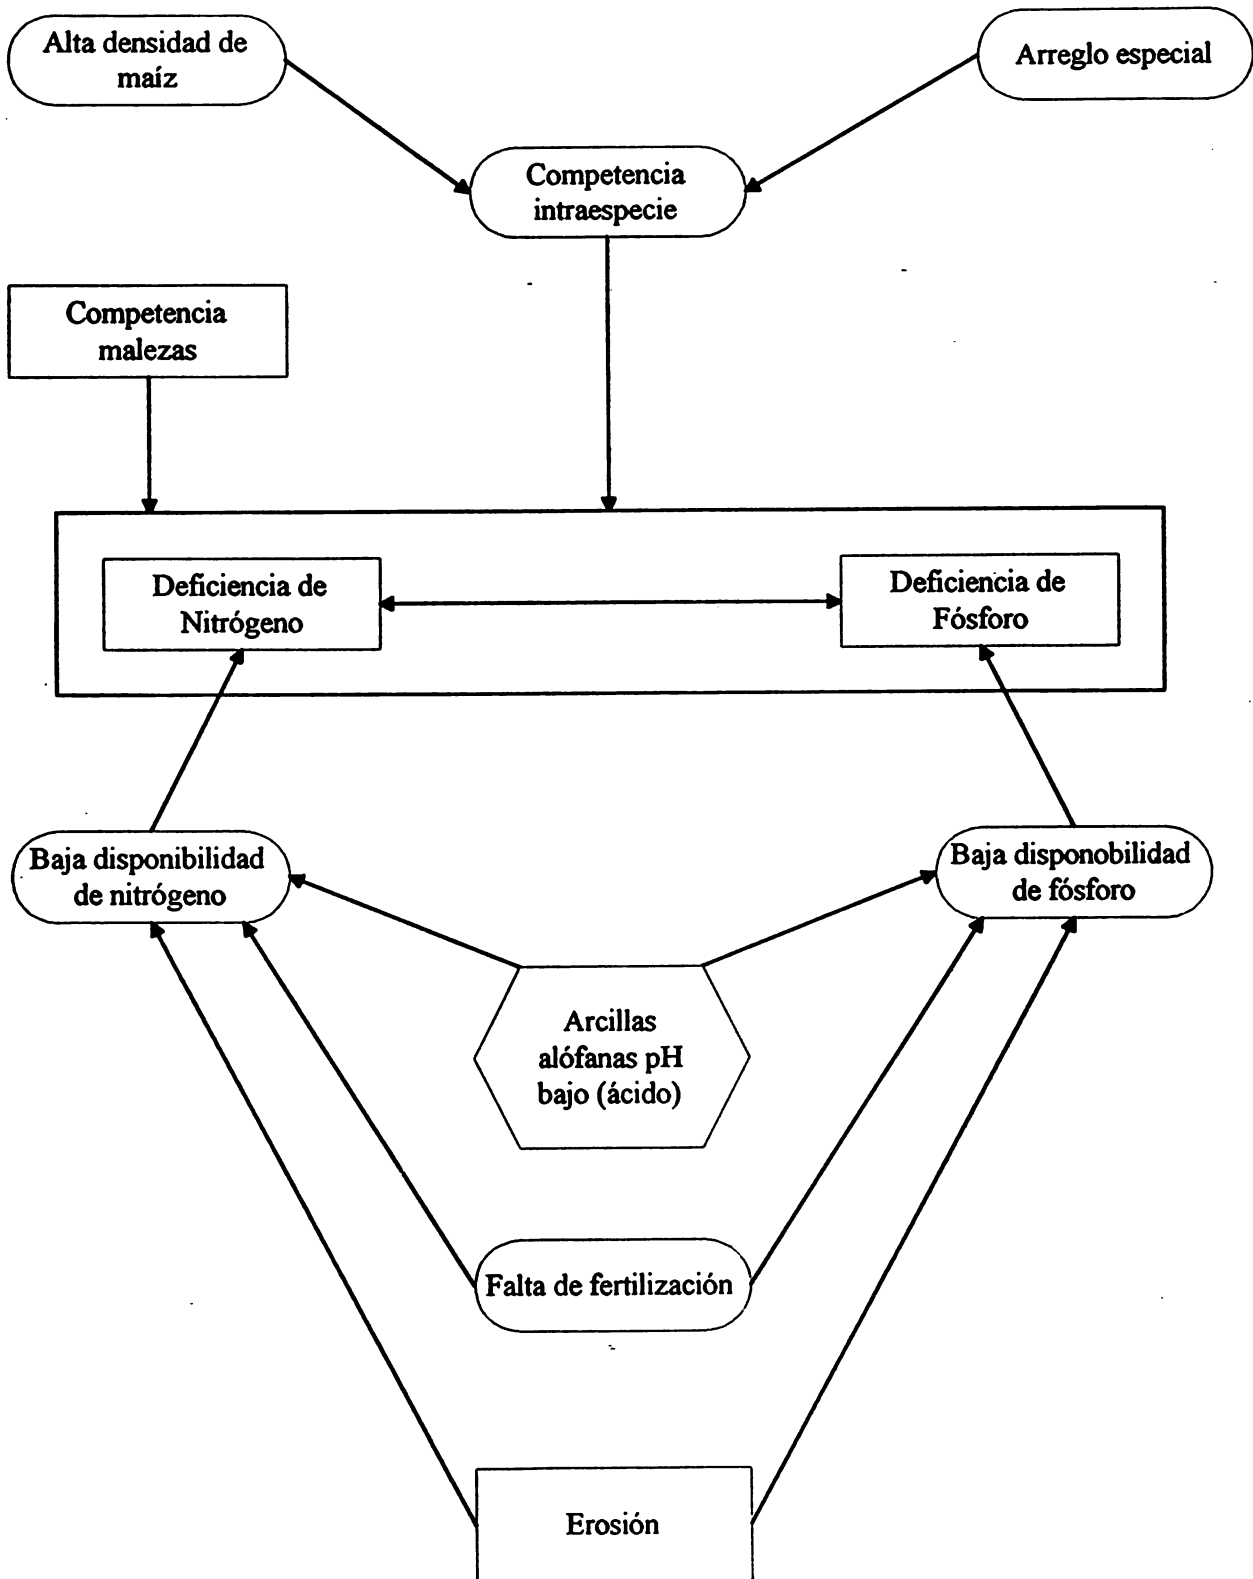 Alta densidad de
maíz
Arreglo especial
Competencia
intraespecie
Competencia
malezas
Deficiencia de
Nitrógeno
Deficiencia de
Fósforo
Baja disponibilidad
de nitrógeno
Baja disponobilidad
de fósforo
Arcillas
alófanas pH
bajo (ácido)
Falta de fertilización
Erosión